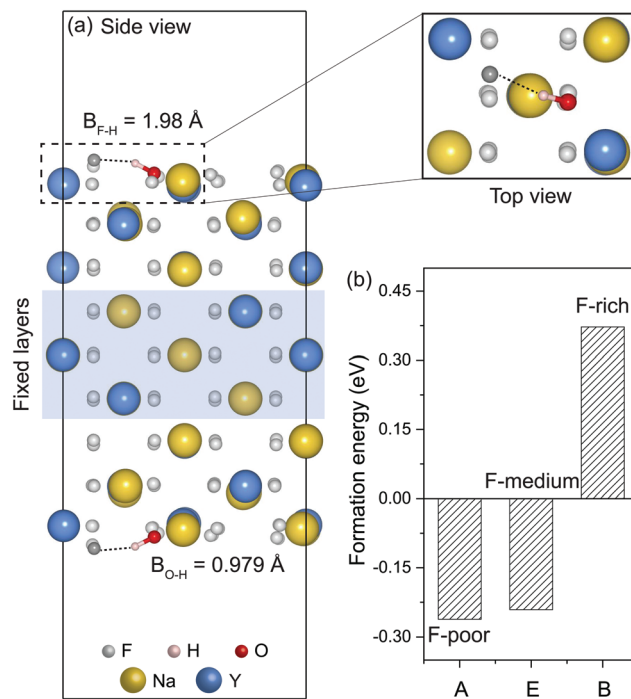 (a) Side view
B_F-H = 1.98 Å
Top view
Fixed layers
B_O-H = 0.979 Å
F H O
Na Y
(b)
Formation energy (eV)
0.45
0.30
0.15
0.00
-0.15
-0.30
F-rich
F-medium
F-poor
A E B